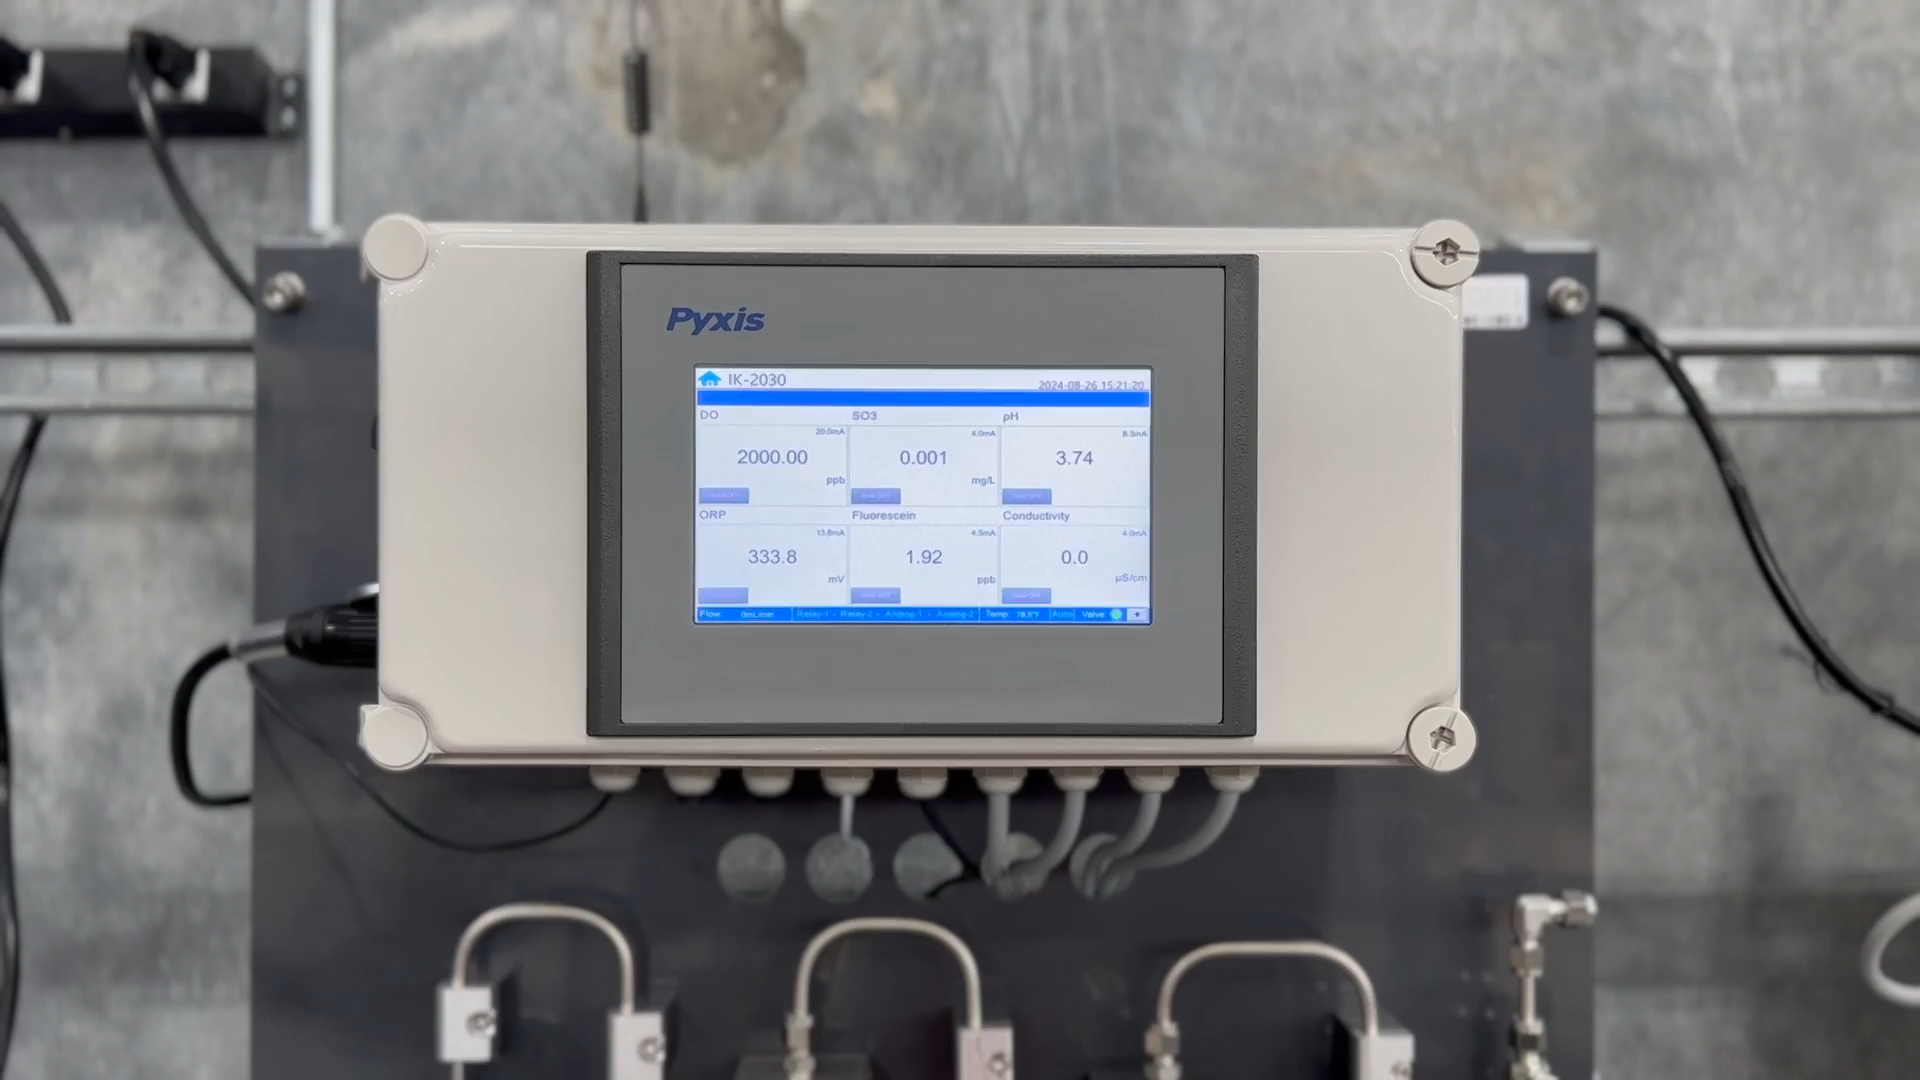 Pyxis
IK-2030
2024-08-26 15:21:20
DO SO3 pH
20.0mA 4.0mA 8.3mA
2000.00 0.001 3.74
ppb mg/L
ORP Fluorescein Conductivity
13.8mA 4.5mA 4.0mA
333.8 1.92 0.0
mV ppb µS/cm
Flow Relay-1 Relay-2 Analog-1 Analog-2 Temp: Auto Valve: